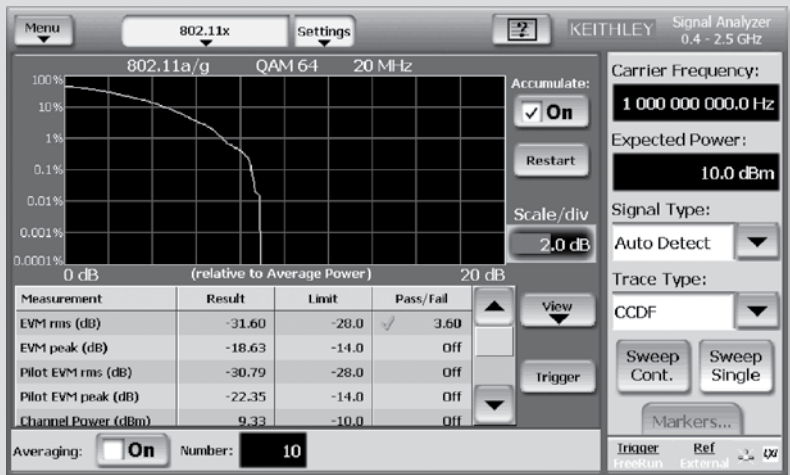 Menu
802.11x
Settings
KEITHLEY
Signal Analyzer
0.4 - 2.5 GHz
802.11a/g QAM 64 20 MHz
100%
10%
1%
0.1%
0.01%
0.001%
0.0001%
0 dB (relative to Average Power) 20 dB
Accumulate:
On
Restart
Scale/div
2.0 dB
Measurement Result Limit Pass/Fail
EVM rms (dB) -31.60 -28.0 3.60
EVM peak (dB) -18.63 -14.0 Off
Pilot EVM rms (dB) -30.79 -28.0 Off
Pilot EVM peak (dB) -22.35 -14.0 Off
Channel Power (dBm) 9.33 -10.0 Off
View
Trigger
Averaging: On Number: 10
Carrier Frequency:
1 000 000 000.0 Hz
Expected Power:
10.0 dBm
Signal Type:
Auto Detect
Trace Type:
CCDF
Sweep Cont.
Sweep Single
Markers...
Trigger Ref
FreeRun External LXI